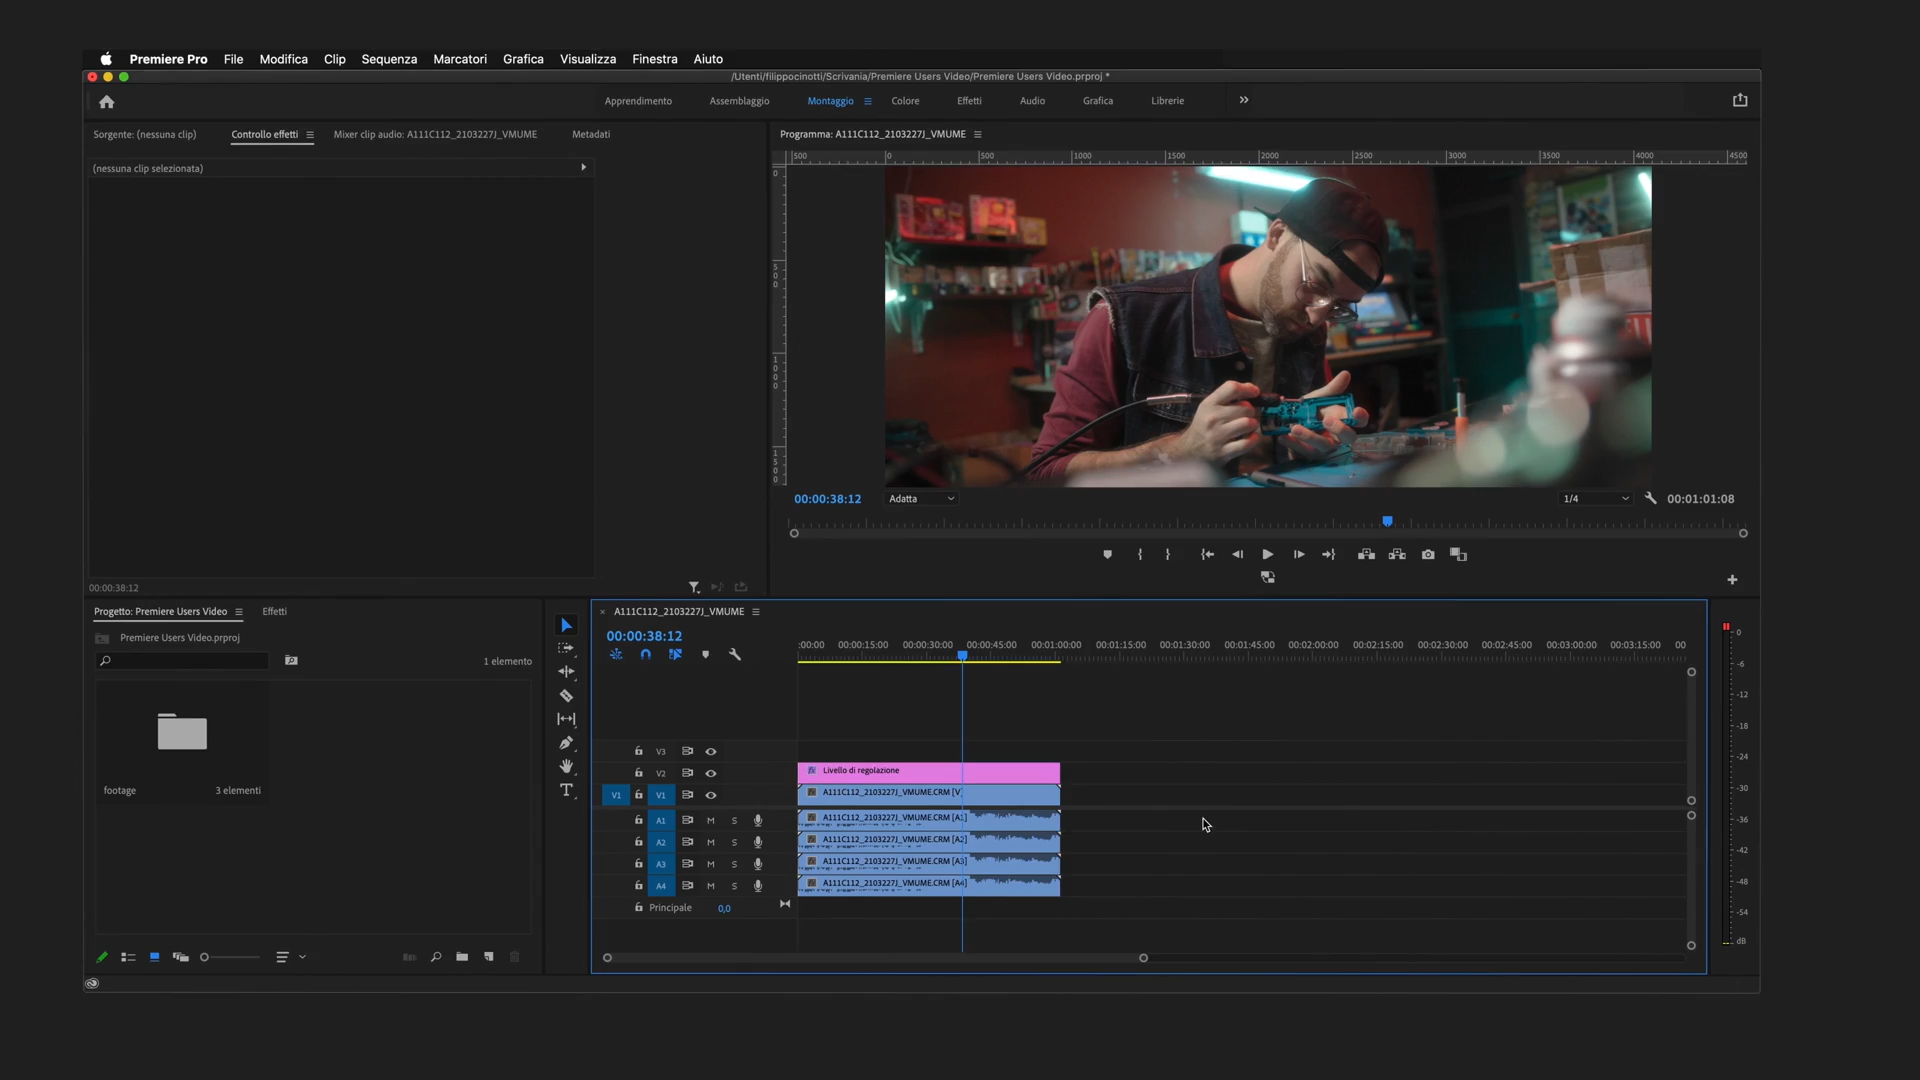 Premiere Pro File Modifica Clip Sequenza Marcatori Grafica Visualizza Finestra Aiuto
/Utenti/filippocinotti/Scrivania/Premiere Users Video/Premiere Users Video.prproj *
Apprendimento Assemblaggio Montaggio Colore Effetti Audio Grafica Librerie
Sorgente: (nessuna clip) Controllo effetti Mixer clip audio: A111C112_2103227J_VMUME Metadati
(nessuna clip selezionata)
00:00:38:12
Programma: A111C112_2103227J_VMUME
500 0 500 1000 1500 2000 2500 3000 3500 4000 4500
0
500
1000
1500
00:00:38:12 Adatta 1/4 00:01:01:08
Progetto: Premiere Users Video Effetti
Premiere Users Video.prproj
1 elemento
footage 3 elementi
A111C112_2103227J_VMUME
00:00:38:12
:00:00 00:00:15:00 00:00:30:00 00:00:45:00 00:01:00:00 00:01:15:00 00:01:30:00 00:01:45:00 00:02:00:00 00:02:15:00 00:02:30:00 00:02:45:00 00:03:00:00 00:03:15:00 00
V3
V2 Livello di regolazione
V1 V1 A111C112_2103227J_VMUME.CRM [V]
A1 M S A111C112_2103227J_VMUME.CRM [A1]
A2 M S A111C112_2103227J_VMUME.CRM [A2]
A3 M S A111C112_2103227J_VMUME.CRM [A3]
A4 M S A111C112_2103227J_VMUME.CRM [A4]
Principale 0,0
0
-6
-12
-18
-24
-30
-36
-42
-48
-54
dB